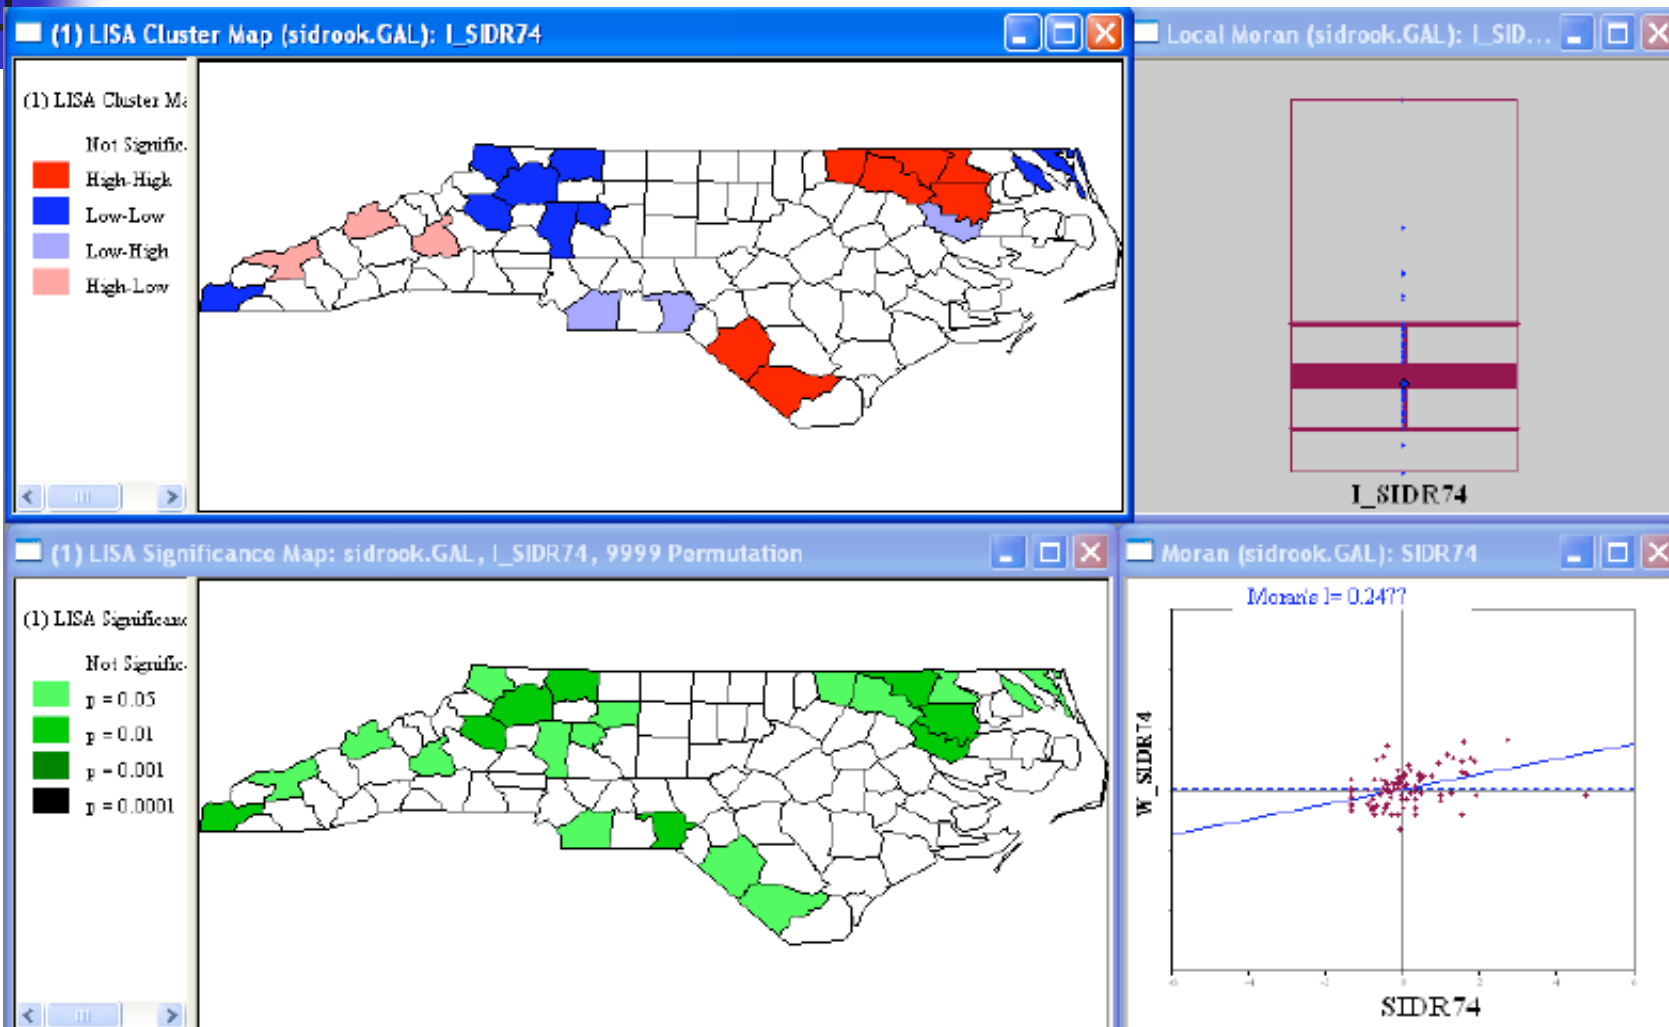 (1) LISA Cluster Map (sidrook.GAL): I_SIDR74
(1) LISA Cluster Ma
Not Signific.
High-High
Low-Low
Low-High
High-Low
Local Moran (sidrook.GAL): I_SID...
I_SIDR74
(1) LISA Significance Map: sidrook.GAL, I_SIDR74, 9999 Permutation
(1) LISA Significanc
Not Signific.
p = 0.05
p = 0.01
p = 0.001
p = 0.0001
Moran (sidrook.GAL): SIDR74
Moran's I= 0.2477
W_SIDR74
SIDR74